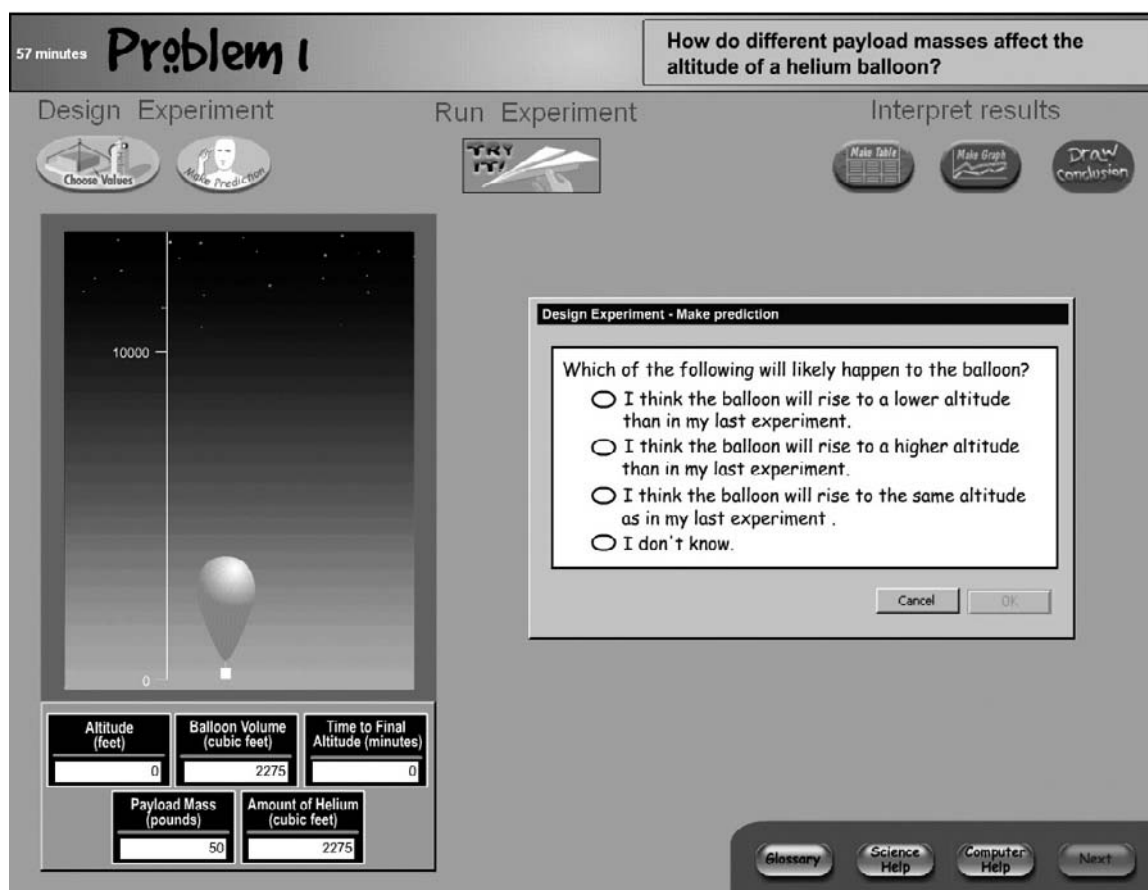 57 minutes
Problem 1
How do different payload masses affect the
altitude of a helium balloon?
Design Experiment
Run Experiment
Interpret results
Choose Values
Make Prediction
TRY
IT!
Make Table
Make Graph
Draw
Conclusion
10000
0
Design Experiment - Make prediction
Which of the following will likely happen to the balloon?
I think the balloon will rise to a lower altitude
than in my last experiment.
I think the balloon will rise to a higher altitude
than in my last experiment.
I think the balloon will rise to the same altitude
as in my last experiment .
I don't know.
Cancel
OK
Altitude
(feet)
0
Balloon Volume
(cubic feet)
2275
Time to Final
Altitude (minutes)
0
Payload Mass
(pounds)
50
Amount of Helium
(cubic feet)
2275
Glossary
Science
Help
Computer
Help
Next